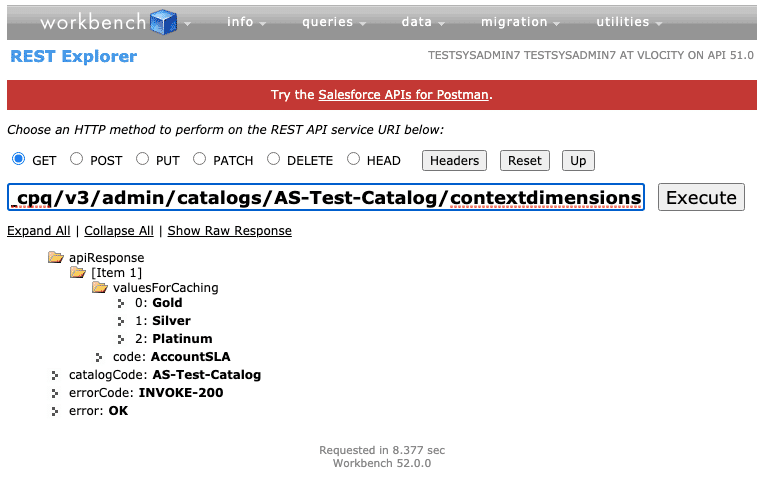 workbench info queries data migration utilities
REST Explorer TESTSYSADMIN7 TESTSYSADMIN7 AT VLOCITY ON API 51.0
Try the Salesforce APIs for Postman.
Choose an HTTP method to perform on the REST API service URI below:
GET POST PUT PATCH DELETE HEAD Headers Reset Up
_cpq/v3/admin/catalogs/AS-Test-Catalog/contextdimensions Execute
Expand All | Collapse All | Show Raw Response
apiResponse
[Item 1]
valuesForCaching
0: Gold
1: Silver
2: Platinum
code: AccountSLA
catalogCode: AS-Test-Catalog
errorCode: INVOKE-200
error: OK
Requested in 8.377 sec
Workbench 52.0.0